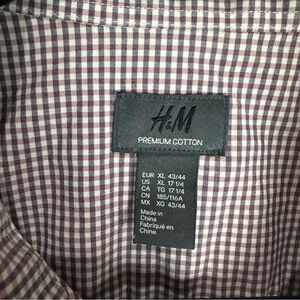 H&M
PREMIUM COTTON
EUR XL 43/44
US XL 17 1/4
CA TG 17 1/4
CN 185/116A
MX XG 43/44
Made in
China
Fabriqué en
Chine